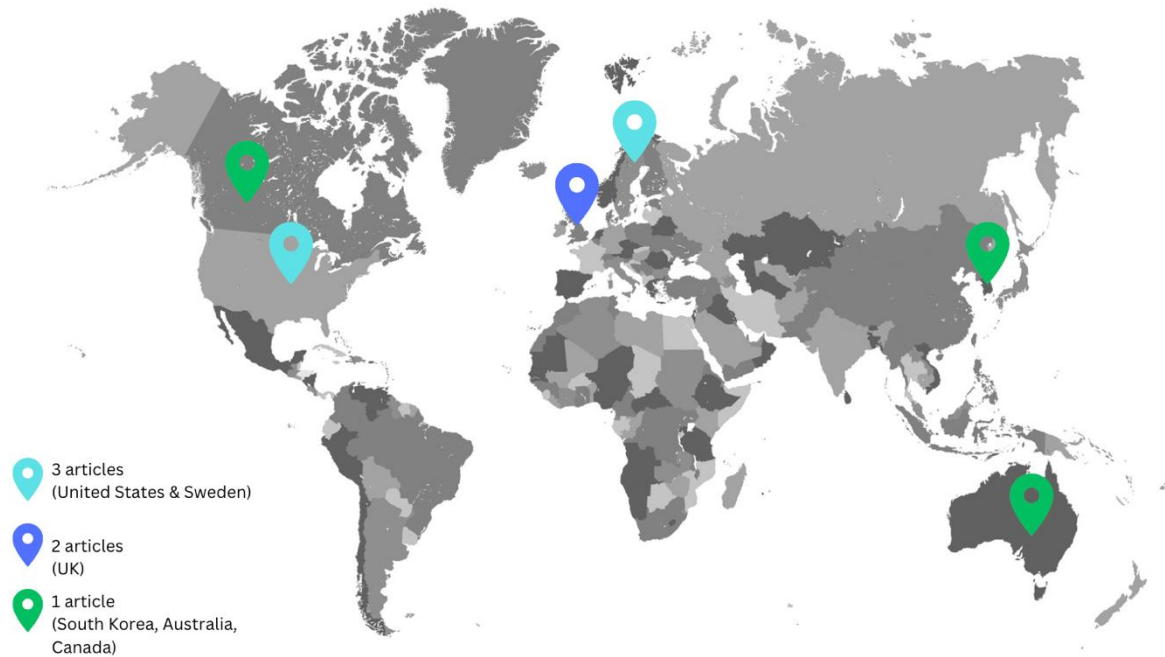 3 articles
(United States & Sweden)
2 articles
(UK)
1 article
(South Korea, Australia,
Canada)